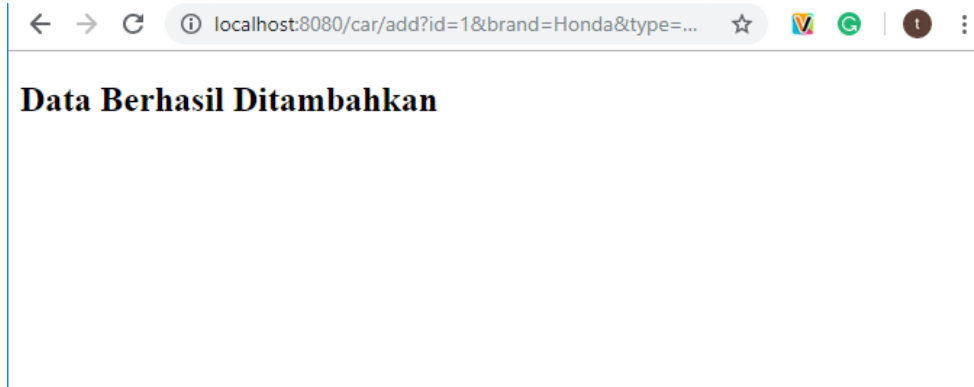 localhost:8080/car/add?id=1&brand=Honda&type=...
t
Data Berhasil Ditambahkan